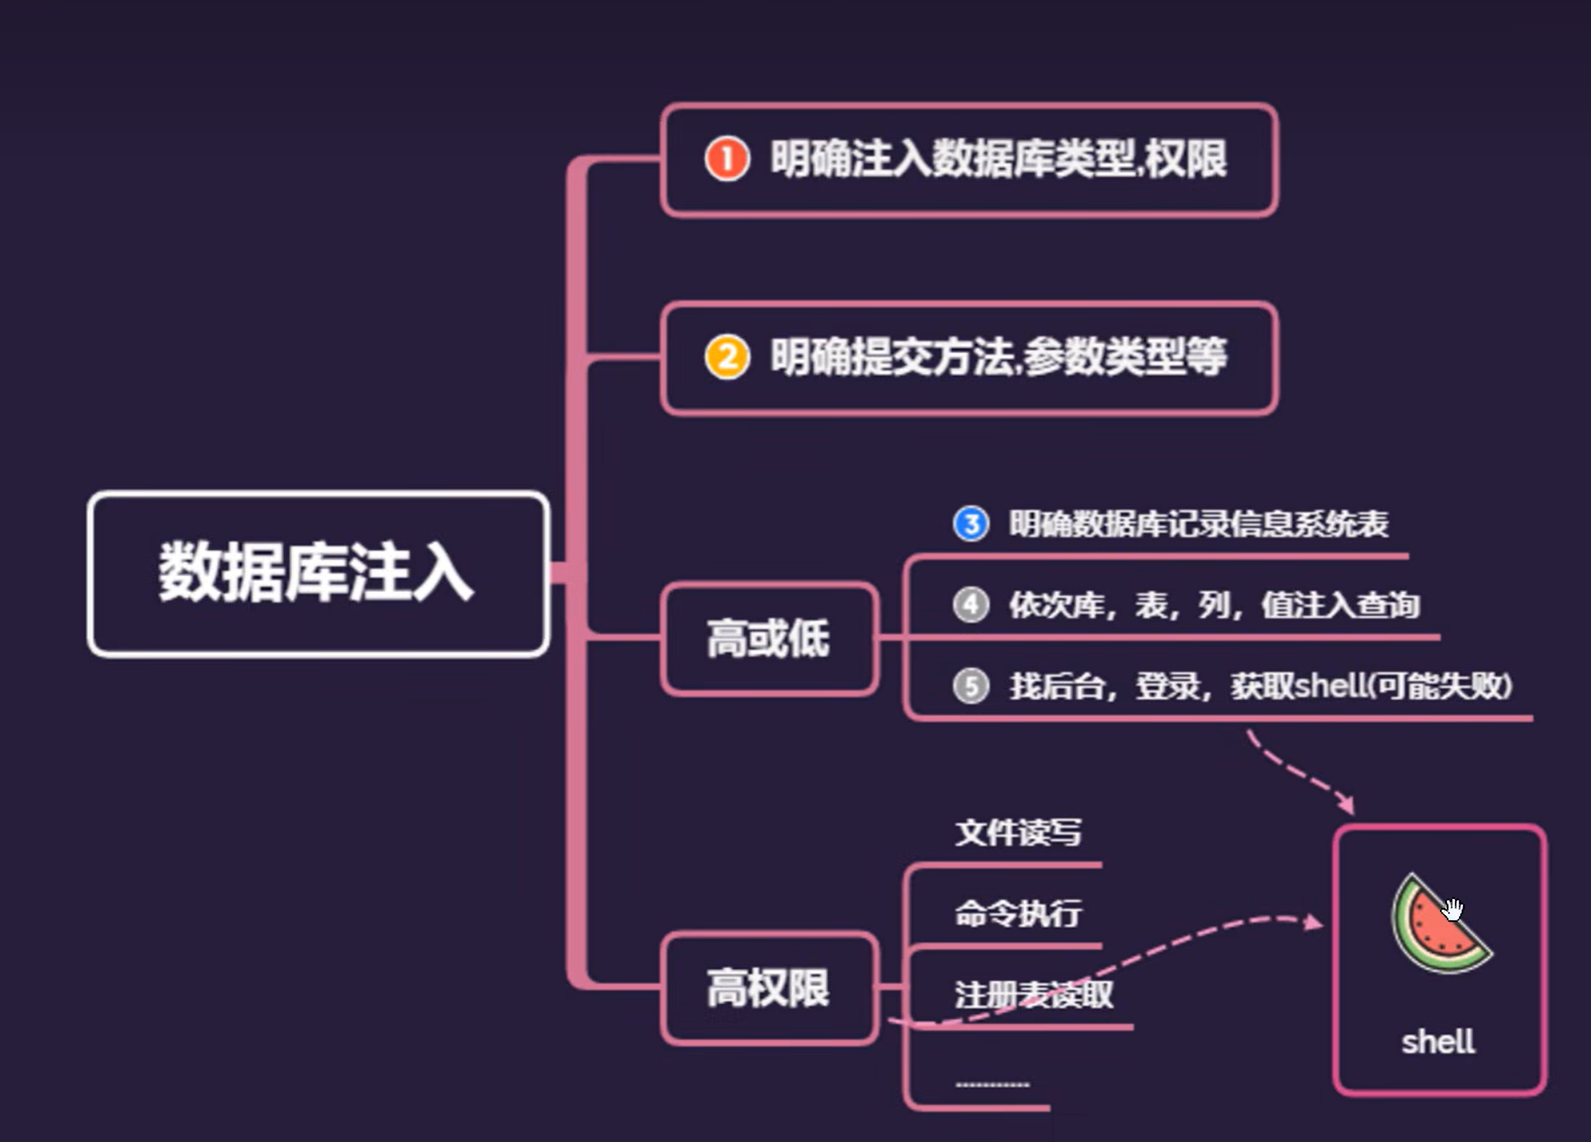 数据库注入
① 明确注入数据库类型,权限
② 明确提交方法,参数类型等
高或低
③ 明确数据库记录信息系统表
④ 依次库，表，列，值注入查询
⑤ 找后台，登录，获取shell(可能失败)
高权限
文件读写
命令执行
注册表读取
............
shell